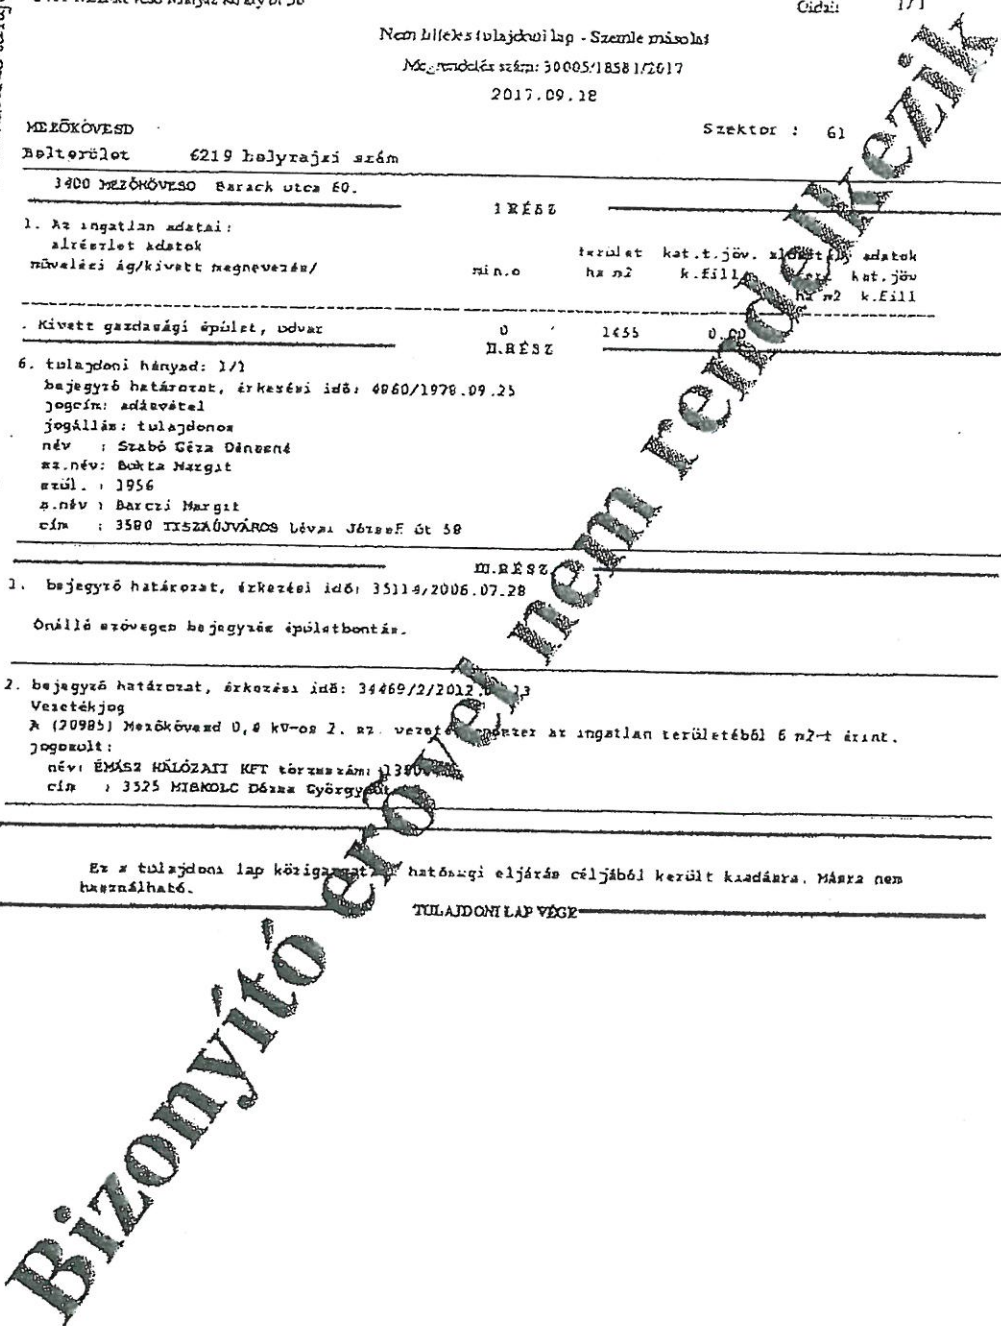 Oldal: 1/1
Nem hiteles tulajdoni lap - Szemle másolat
Megrendelés szám: 30005/18581/2017
2017.09.18
MEZŐKÖVESD
Szektor : 61
Belterület 6219 helyrajzi szám
3400 MEZŐKÖVESD Barack utca 60.
I RÉSZ
1. Az ingatlan adatai:
alrészlet adatok
terület kat.t.jöv. alosztály adatok
művelési ág/kivett megnevezés/ min.o ha m2 k.fill ter. kat.jöv
ha m2 k.fill
. Kivett gazdasági épület, udvar 0 1455 0.00
II.RÉSZ
6. tulajdoni hányad: 1/1
bejegyző határozat, érkezési idő: 4860/1978.09.25
jogcím: adásvétel
jogállás: tulajdonos
név : Szabó Géza Dénesné
sz.név: Bukta Margit
szül. : 1956
a.név : Barczi Margit
cím : 3580 TISZAÚJVÁROS Lévai József út 58
III.RÉSZ
1. bejegyző határozat, érkezési idő: 35114/2006.07.28
Önálló szöveges bejegyzés épületbontás.
2. bejegyző határozat, érkezési idő: 34469/2/2012
Vezetékjog
A (20985) Mezőkövesd 0,4 kV-os 2. sz. az ingatlan területéből 6 m2-t érint.
jogosult:
név: ÉMÁSZ HÁLÓZATI KFT törzsszám:
cím : 3525 MISKOLC Dózsa György út
Ez a tulajdoni lap közigazgatási hatósági eljárás céljából került kiadásra. Másra nem
használható.
TULAJDONI LAP VÉGE
Bizonyító erővel nem rendelkezik